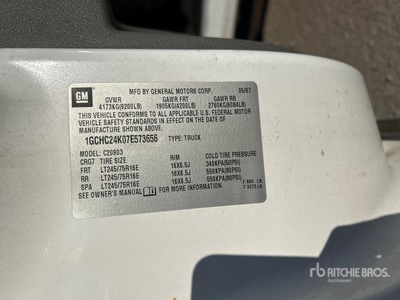 GM
MFD BY GENERAL MOTORS CORP. 05/07
GVWR GAWR FRT GAWR RR
4173KG(9200LB) 1905KG(4200LB) 2760KG(6084LB)
THIS VEHICLE CONFORMS TO ALL APPLICABLE U.S. FEDERAL MOTOR
VEHICLE SAFETY STANDARDS IN EFFECT ON THE DATE OF
MANUFACTURE SHOWN ABOVE.
1GCHC24K07E573656 TYPE: TRUCK
MODEL: C20903
CRG7 TIRE SIZE RIM COLD TIRE PRESSURE
FRT LT245/75R16E 16X6.5J 340KPA(50PSI)
RR LT245/75R16E 16X6.5J 550KPA(80PSI)
SPA LT245/75R16E 16X6.5J 550KPA(80PSI)
SEE OWNER'S MANUAL FOR MORE INFORMATION.
rb RITCHIE BROS.
Auctioneers